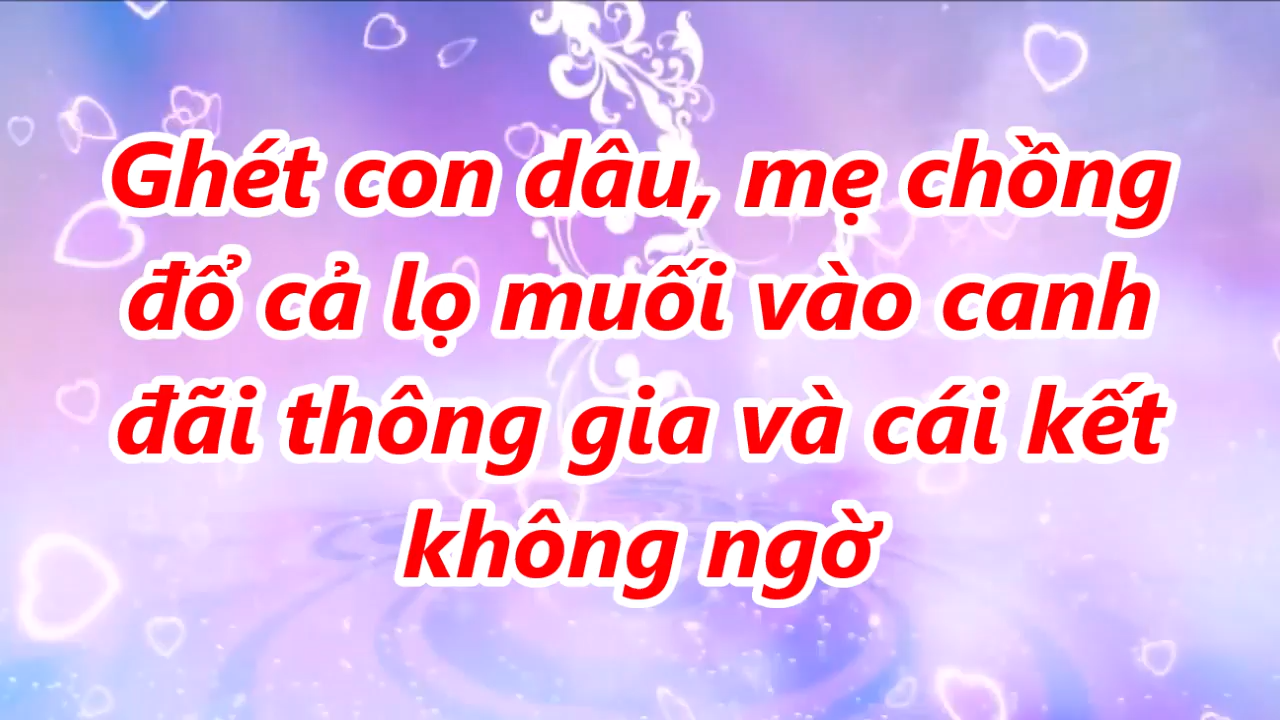 Ghét con dâu, mẹ chồng
đổ cả lọ muối vào canh
đãi thông gia và cái kết
không ngờ